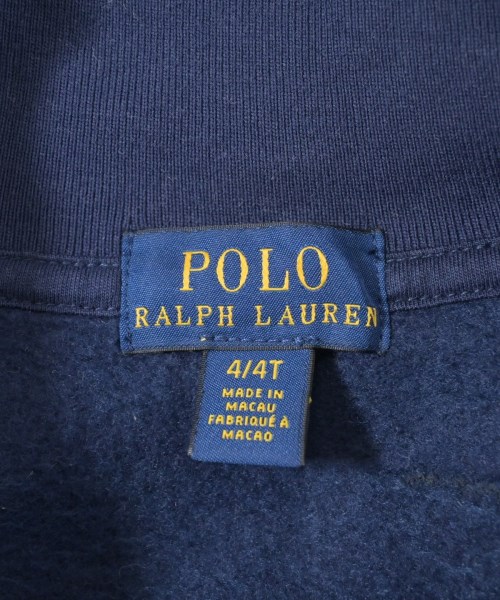 POLO
RALPH LAUREN
4/4T
MADE IN
MACAU
FABRIQUÉ À
MACAO